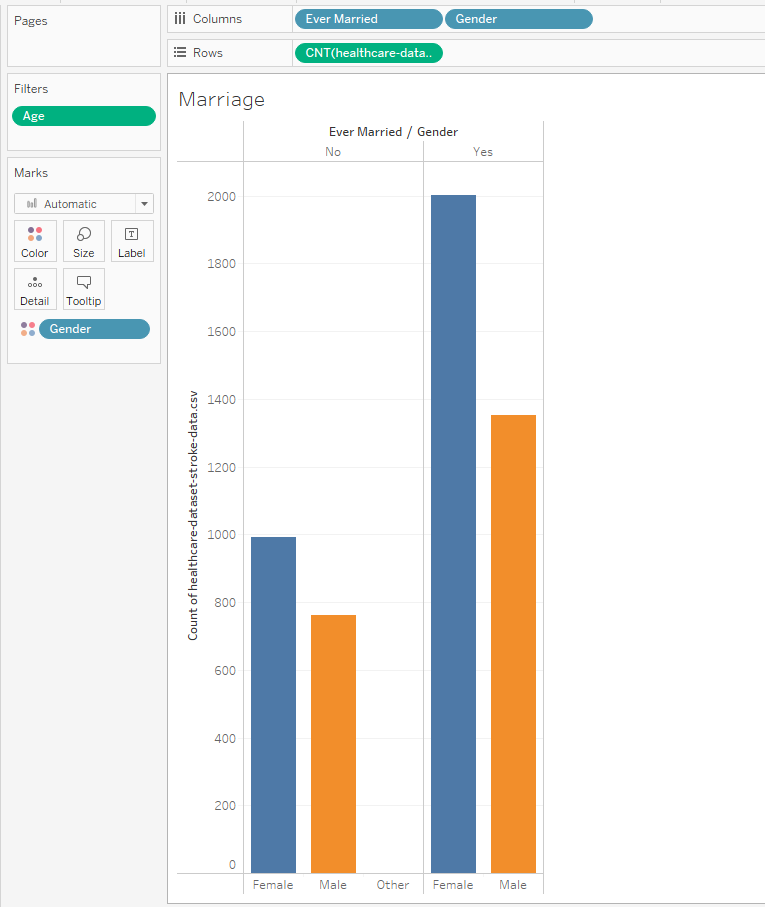 Pages
Columns
Ever Married
Gender
Rows
CNT(healthcare-data..
Filters
Age
Marks
Automatic
Color
Size
Label
Detail
Tooltip
Gender
Marriage
Ever Married / Gender
No
Yes
2000
1800
1600
1400
1200
1000
800
600
400
200
0
Count of healthcare-dataset-stroke-data.csv
Female
Male
Other
Female
Male